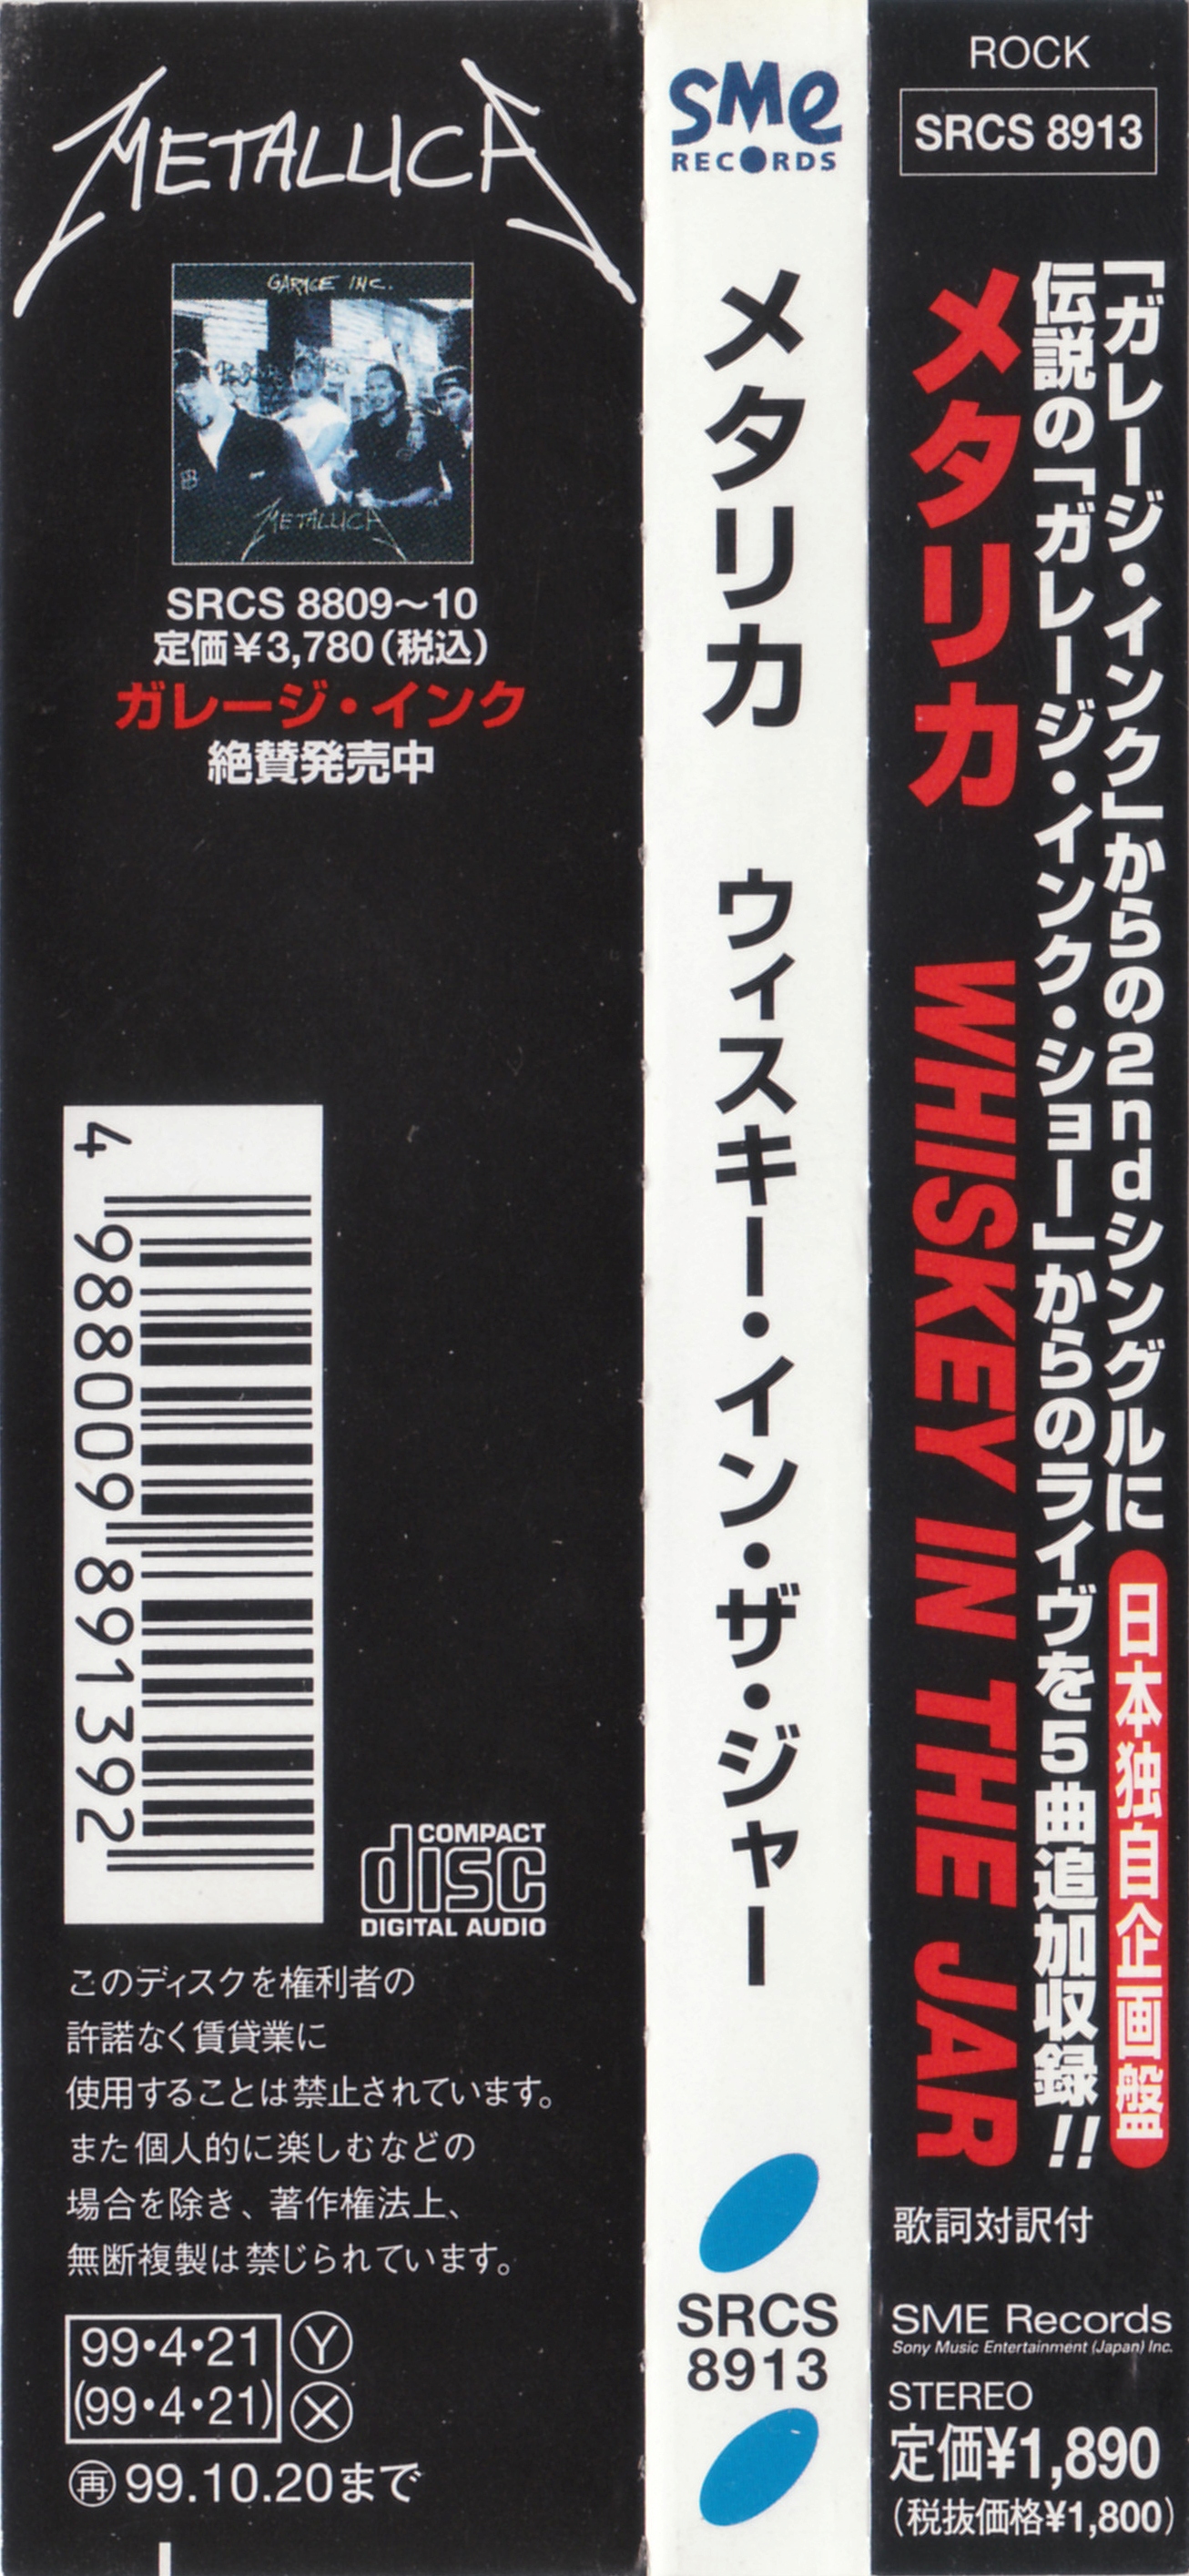 METALLICA
GARAGE INC.
METALLICA
SRCS 8809〜10
定価¥3,780(税込)
ガレージ・インク
絶賛発売中
4 988009 891392
COMPACT
disc
DIGITAL AUDIO
このディスクを権利者の
許諾なく賃貸業に
使用することは禁止されています。
また個人的に楽しむなどの
場合を除き、著作権法上、
無断複製は禁じられています。
99•4•21 Ⓨ
(99•4•21) Ⓧ
㊢99.10.20まで
SMe
RECORDS
メタリカ ウィスキー・イン・ザ・ジャー
SRCS
8913
ROCK
SRCS 8913
「ガレージ・インク」からの2ndシングルに 日本独自企画盤
伝説の「ガレージ・インク・ショー」からのライヴを5曲追加収録!!
メタリカ WHISKEY IN THE JAR
歌詞対訳付
SME Records
Sony Music Entertainment (Japan) Inc.
STEREO
定価¥1,890
(税抜価格¥1,800)